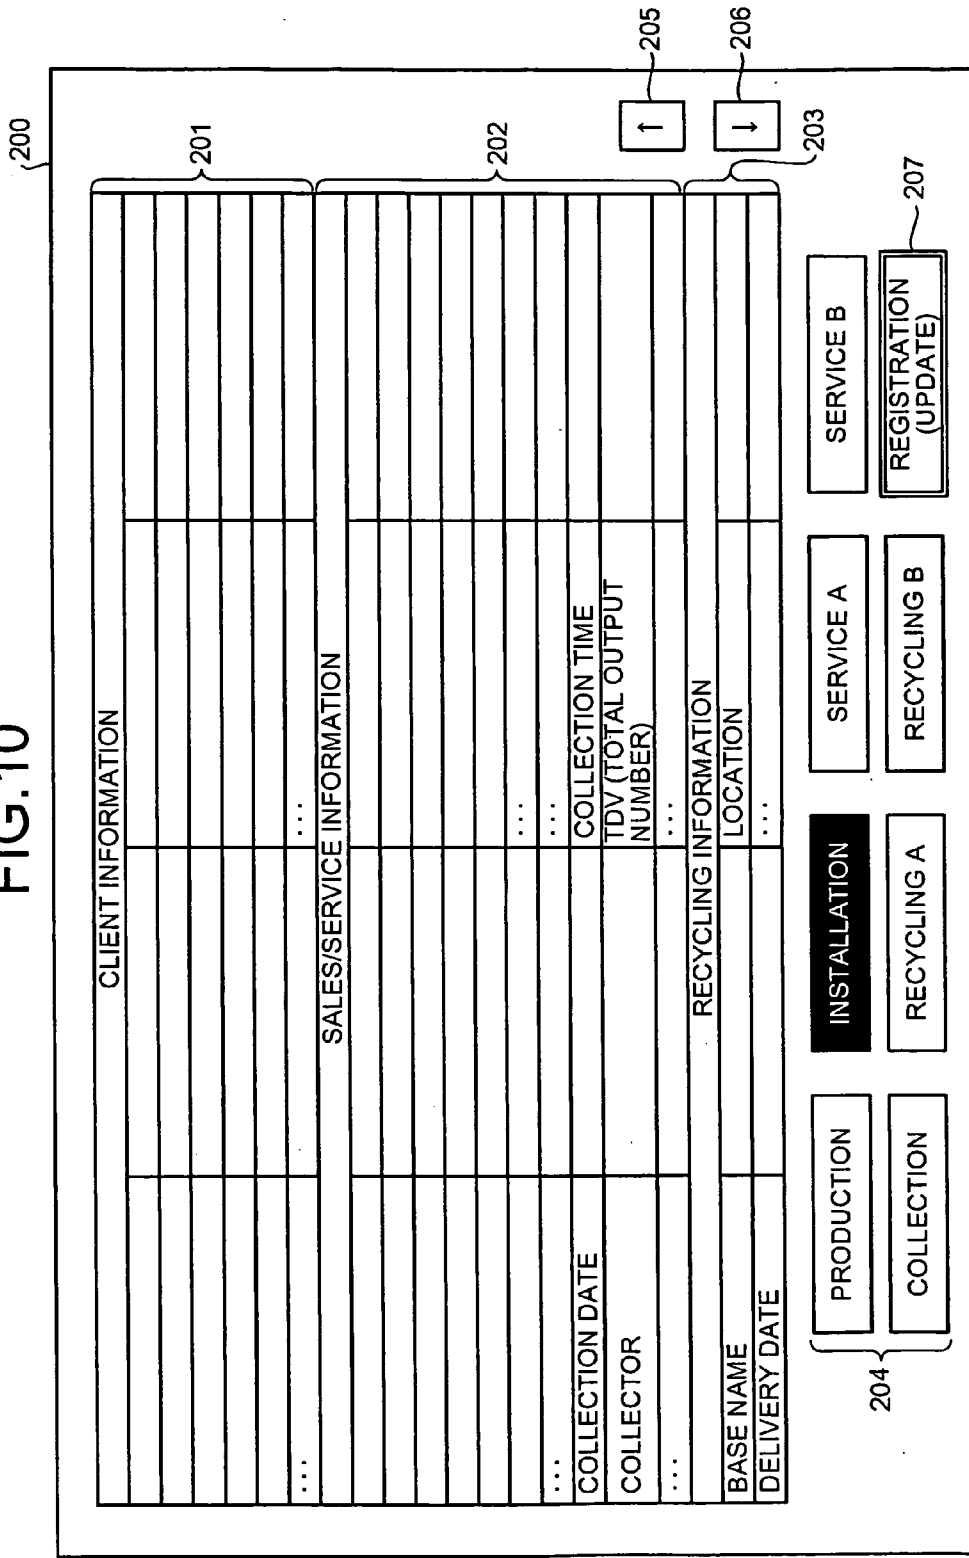 FIG.10
200
CLIENT INFORMATION
... ...
201
SALES/SERVICE INFORMATION
...
... ...
COLLECTION DATE COLLECTION TIME
COLLECTOR TDV (TOTAL OUTPUT
NUMBER)
... ...
202
RECYCLING INFORMATION
BASE NAME LOCATION
DELIVERY DATE ...
203
↑ 205
↓ 206
204
PRODUCTION INSTALLATION SERVICE A SERVICE B
COLLECTION RECYCLING A RECYCLING B REGISTRATION
(UPDATE)
207